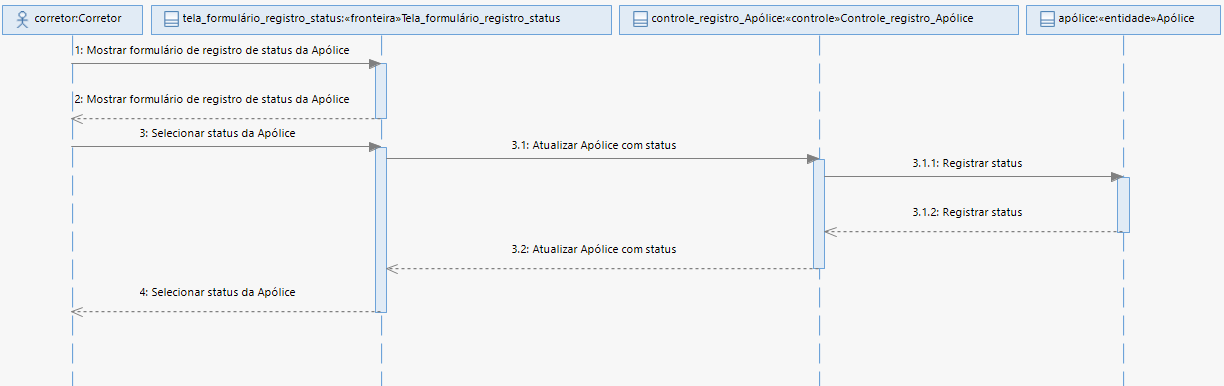 corretor:Corretor
tela_formulário_registro_status:«fronteira»Tela_formulário_registro_status
controle_registro_Apólice:«controle»Controle_registro_Apólice
apólice:«entidade»Apólice
1: Mostrar formulário de registro de status da Apólice
2: Mostrar formulário de registro de status da Apólice
3: Selecionar status da Apólice
3.1: Atualizar Apólice com status
3.1.1: Registrar status
3.1.2: Registrar status
3.2: Atualizar Apólice com status
4: Selecionar status da Apólice